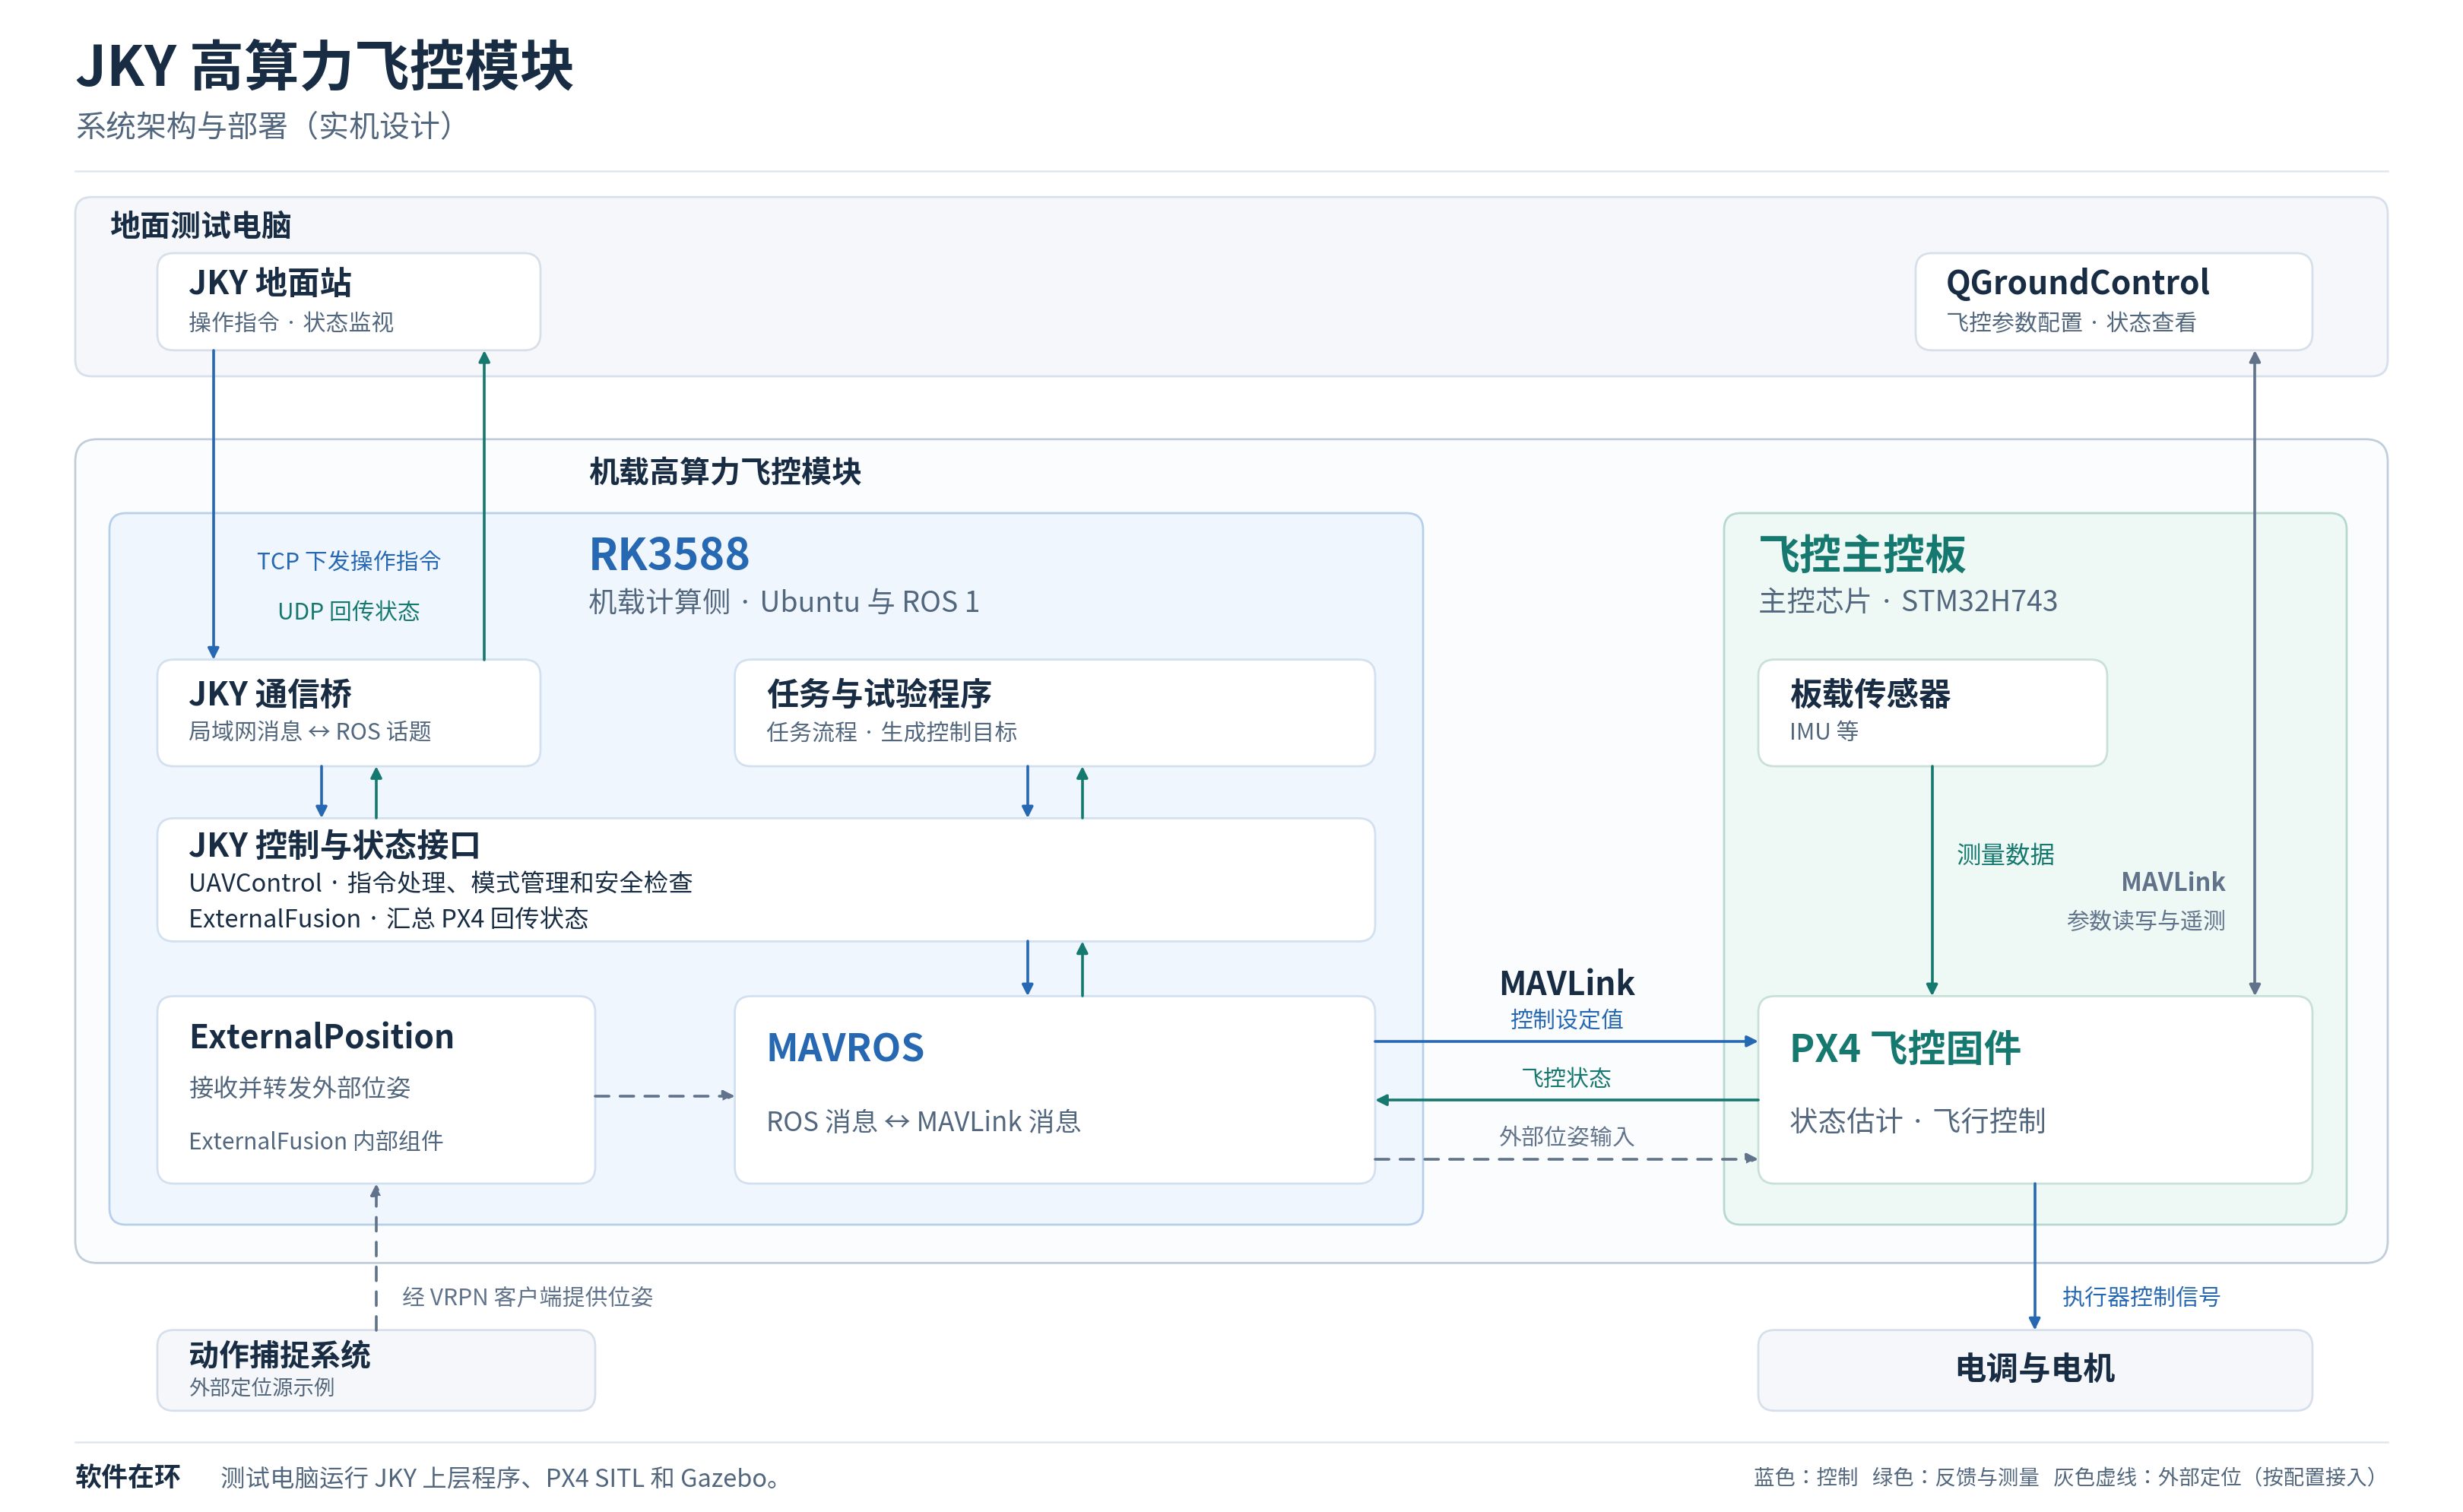 JKY 高算力飞控模块
系统架构与部署（实机设计）
地面测试电脑
JKY 地面站
操作指令 · 状态监视
QGroundControl
飞控参数配置 · 状态查看
机载高算力飞控模块
RK3588
机载计算侧 · Ubuntu 与 ROS 1
TCP 下发操作指令
UDP 回传状态
飞控主控板
主控芯片 · STM32H743
JKY 通信桥
局域网消息 ↔ ROS 话题
任务与试验程序
任务流程 · 生成控制目标
板载传感器
IMU 等
JKY 控制与状态接口
UAVControl · 指令处理、模式管理和安全检查
ExternalFusion · 汇总 PX4 回传状态
测量数据
MAVLink
参数读写与遥测
ExternalPosition
接收并转发外部位姿
ExternalFusion 内部组件
MAVROS
ROS 消息 ↔ MAVLink 消息
MAVLink
控制设定值
飞控状态
外部位姿输入
PX4 飞控固件
状态估计 · 飞行控制
经 VRPN 客户端提供位姿
执行器控制信号
动作捕捉系统
外部定位源示例
电调与电机
软件在环 测试电脑运行 JKY 上层程序、PX4 SITL 和 Gazebo。
蓝色：控制 绿色：反馈与测量 灰色虚线：外部定位（按配置接入）